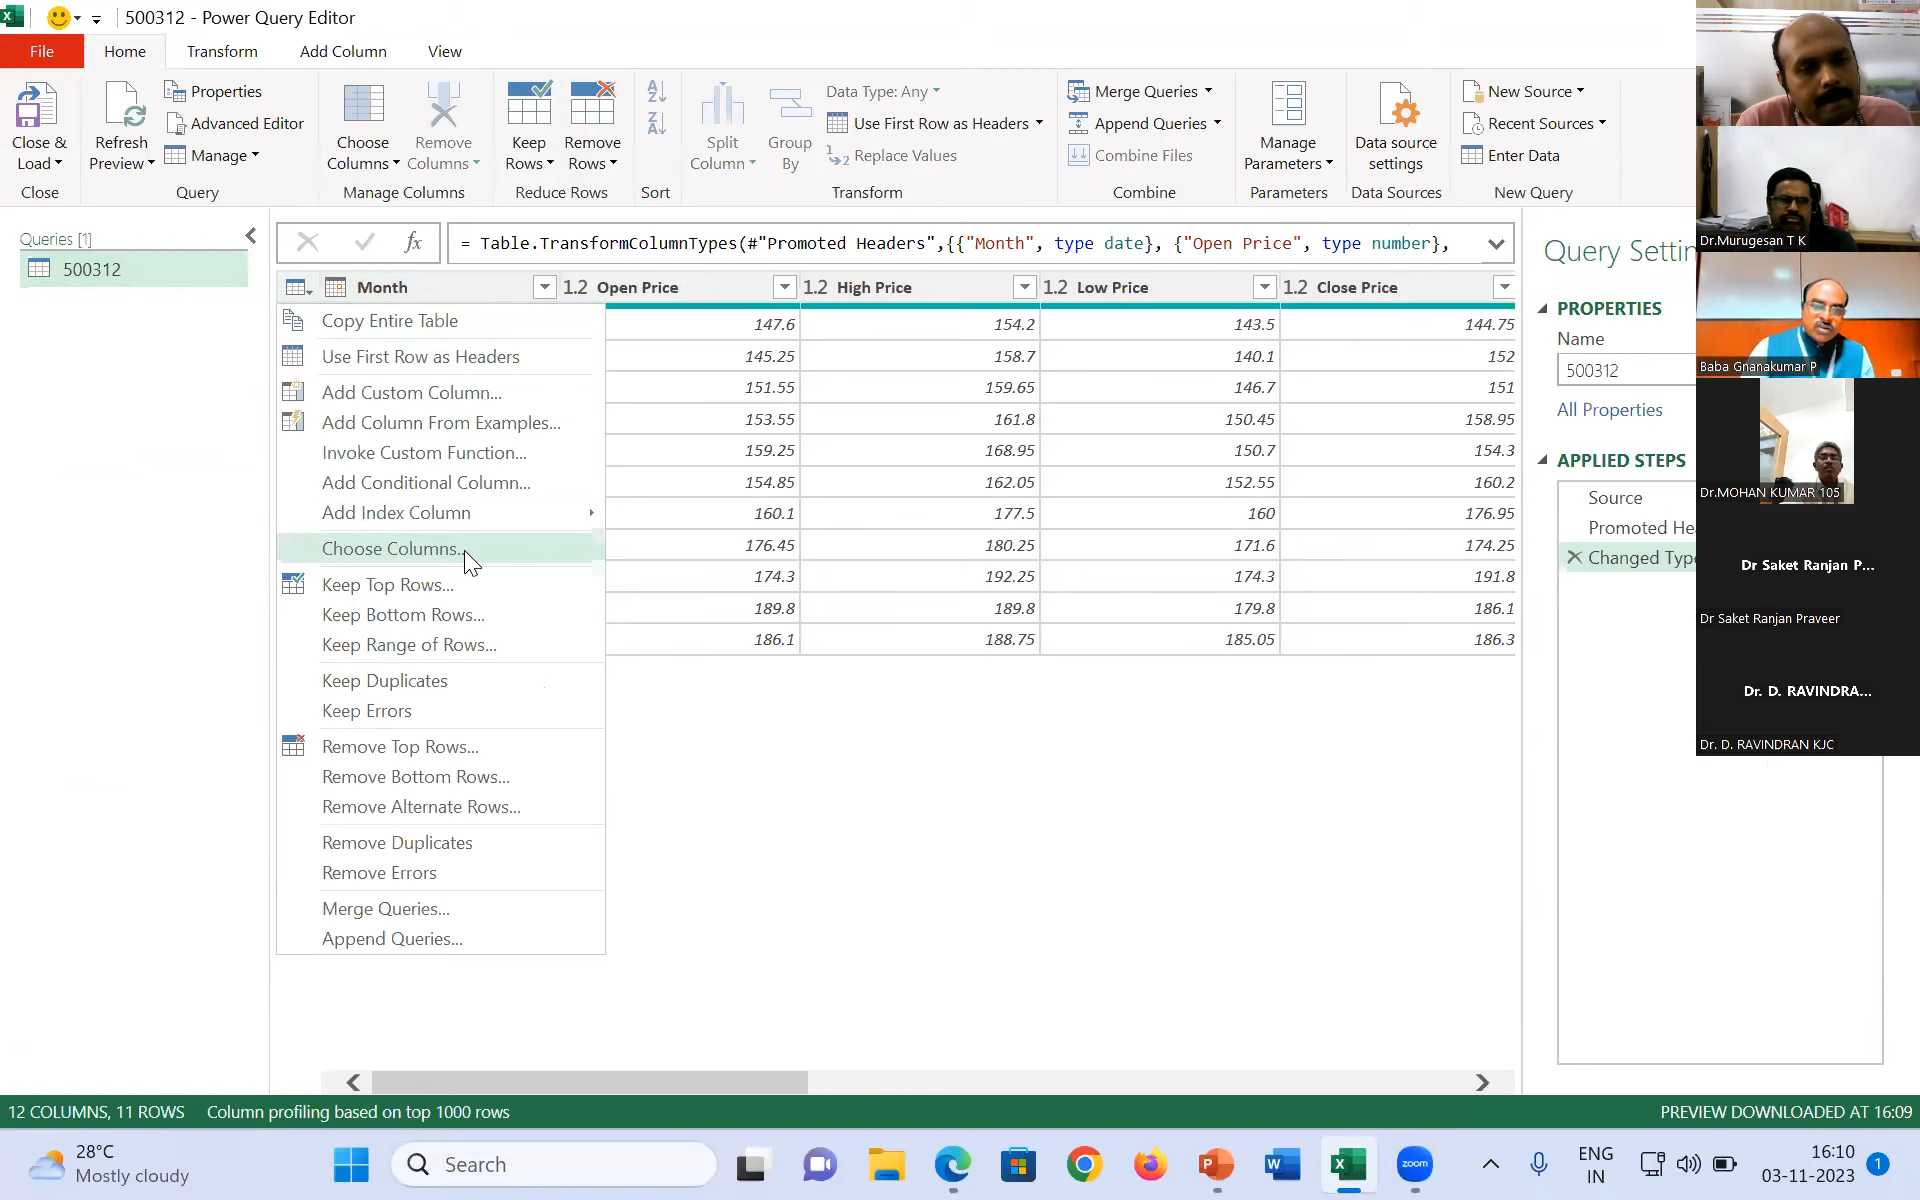 500312 - Power Query Editor
File Home Transform Add Column View
Close & Load
Close
Refresh Preview
Properties
Advanced Editor
Manage
Query
Choose Columns
Remove Columns
Manage Columns
Keep Rows
Remove Rows
Reduce Rows
Sort
Split Column
Group By
Data Type: Any
Use First Row as Headers
Replace Values
Transform
Merge Queries
Append Queries
Combine Files
Combine
Manage Parameters
Parameters
Data source settings
Data Sources
New Source
Recent Sources
Enter Data
New Query
Queries [1]
500312
fx
= Table.TransformColumnTypes(#"Promoted Headers",{{"Month", type date}, {"Open Price", type number},
Month 1.2 Open Price 1.2 High Price 1.2 Low Price 1.2 Close Price
147.6 154.2 143.5 144.75
145.25 158.7 140.1 152
151.55 159.65 146.7 151
153.55 161.8 150.45 158.95
159.25 168.95 150.7 154.3
154.85 162.05 152.55 160.2
160.1 177.5 160 176.95
176.45 180.25 171.6 174.25
174.3 192.25 174.3 191.8
189.8 189.8 179.8 186.1
186.1 188.75 185.05 186.3
Copy Entire Table
Use First Row as Headers
Add Custom Column...
Add Column From Examples...
Invoke Custom Function...
Add Conditional Column...
Add Index Column
Choose Columns...
Keep Top Rows...
Keep Bottom Rows...
Keep Range of Rows...
Keep Duplicates
Keep Errors
Remove Top Rows...
Remove Bottom Rows...
Remove Alternate Rows...
Remove Duplicates
Remove Errors
Merge Queries...
Append Queries...
Query Settin
PROPERTIES
Name
500312
All Properties
APPLIED STEPS
Source
Promoted Hea
Changed Type
Dr.Murugesan T K
Baba Gnanakumar P
Dr.MOHAN KUMAR 105
Dr Saket Ranjan P...
Dr Saket Ranjan Praveer
Dr. D. RAVINDRA...
Dr. D. RAVINDRAN KJC
12 COLUMNS, 11 ROWS Column profiling based on top 1000 rows
PREVIEW DOWNLOADED AT 16:09
28°C
Mostly cloudy
Search
zoom
ENG
IN
16:10
03-11-2023
1